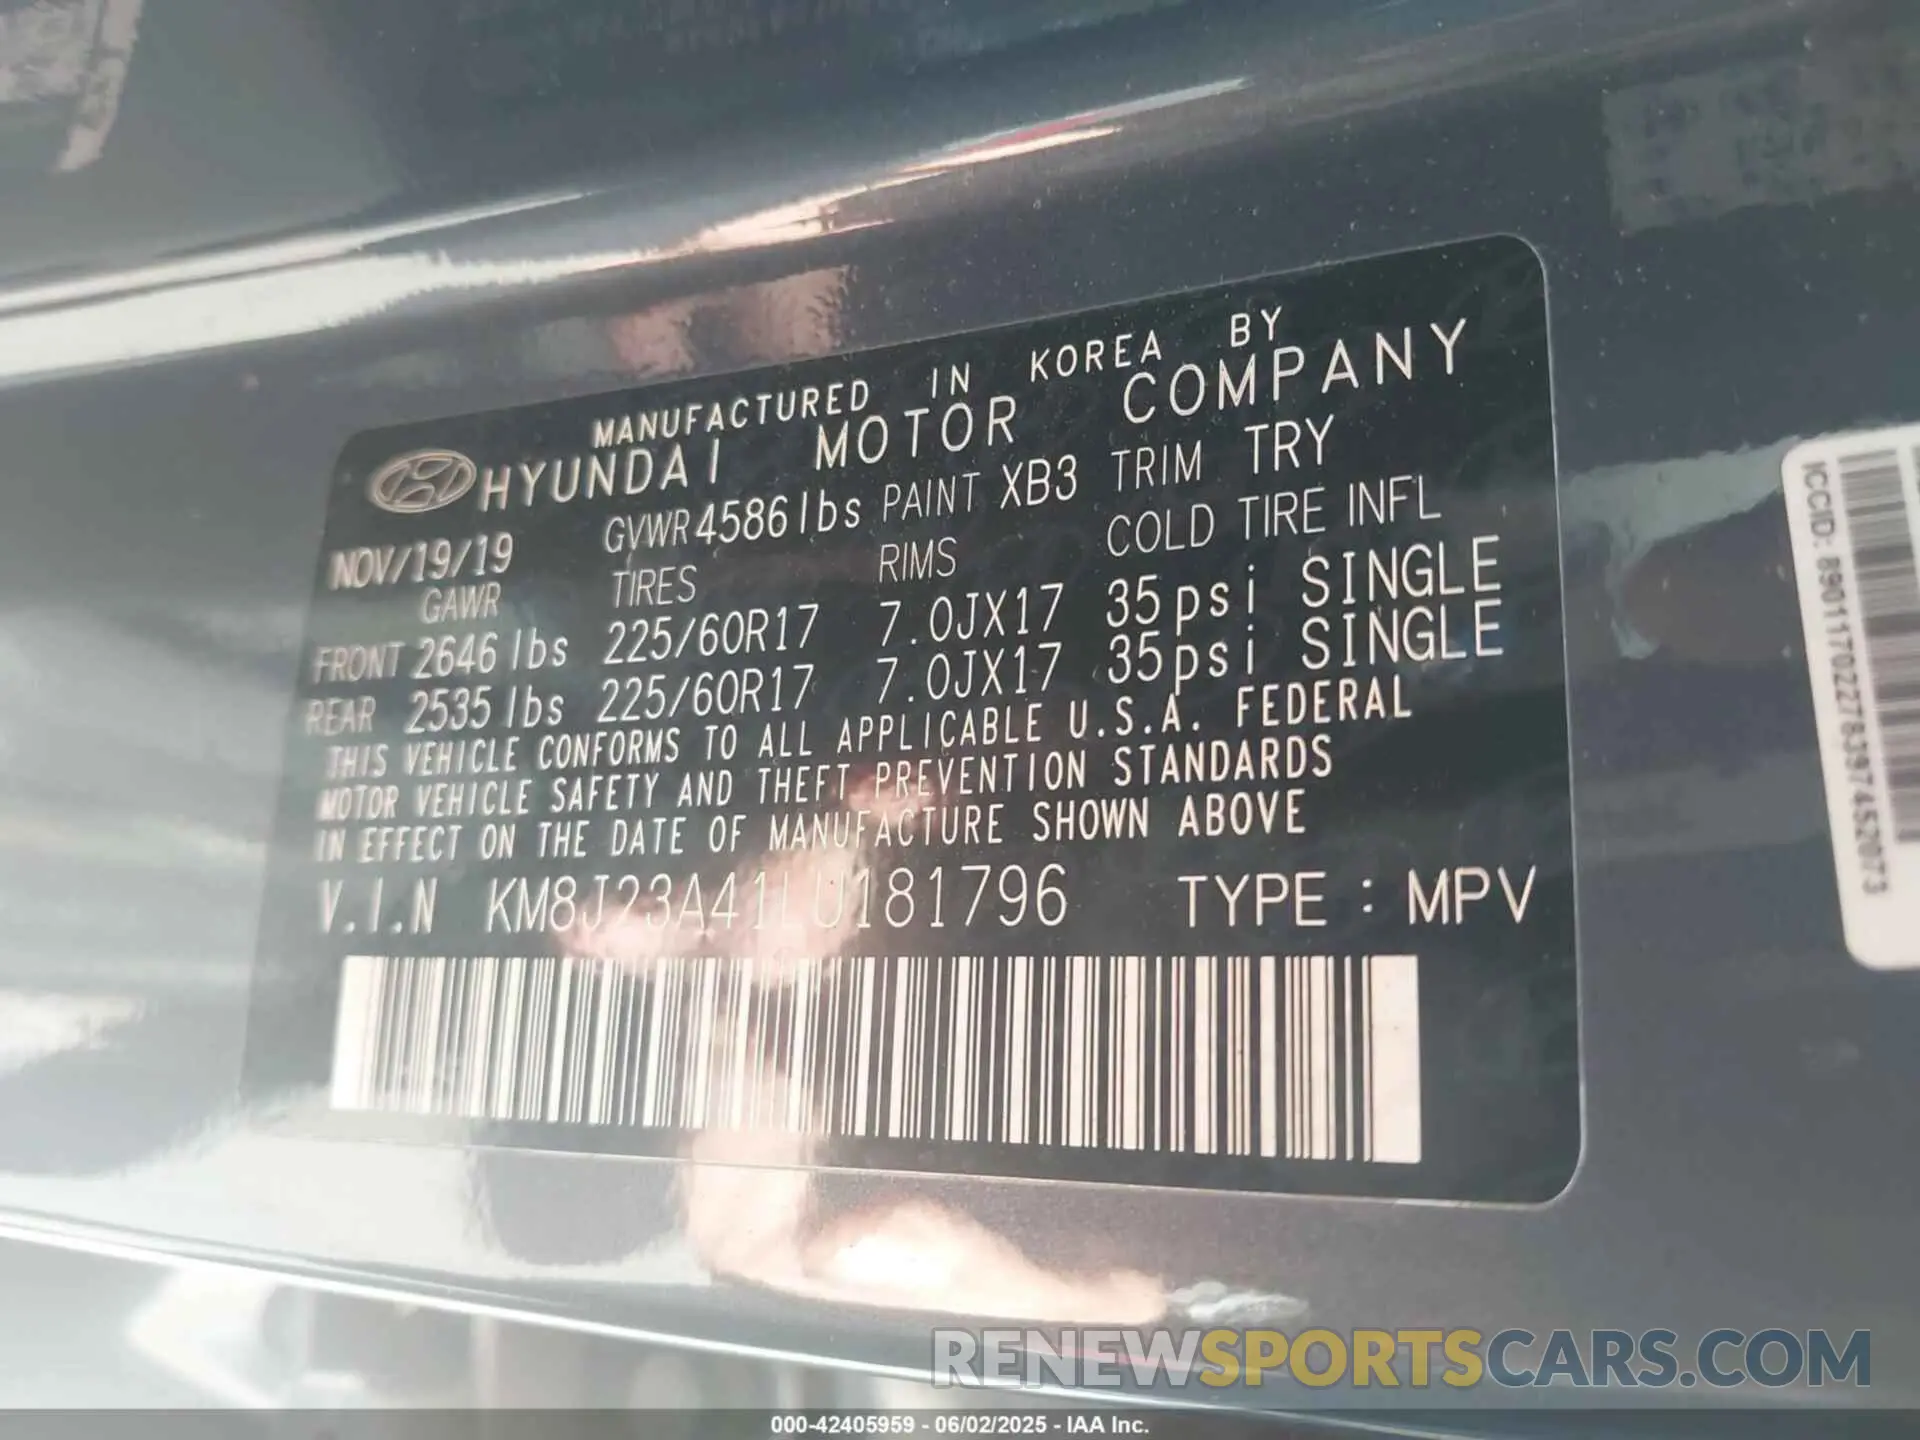 MANUFACTURED IN KOREA BY
HYUNDAI MOTOR COMPANY
NOV/19/19 GVWR 4586lbs PAINT XB3 TRIM TRY
GAWR TIRES RIMS COLD TIRE INFL
FRONT 2646lbs 225/60R17 7.0JX17 35psi SINGLE
REAR 2535lbs 225/60R17 7.0JX17 35psi SINGLE
THIS VEHICLE CONFORMS TO ALL APPLICABLE U.S.A. FEDERAL
MOTOR VEHICLE SAFETY AND THEFT PREVENTION STANDARDS
IN EFFECT ON THE DATE OF MANUFACTURE SHOWN ABOVE
V.I.N KM8J23A41LU181796 TYPE : MPV
ICCID: 89011702278397452073
RENEWSPORTSCARS.COM
000-42405959 - 06/02/2025 - IAA Inc.